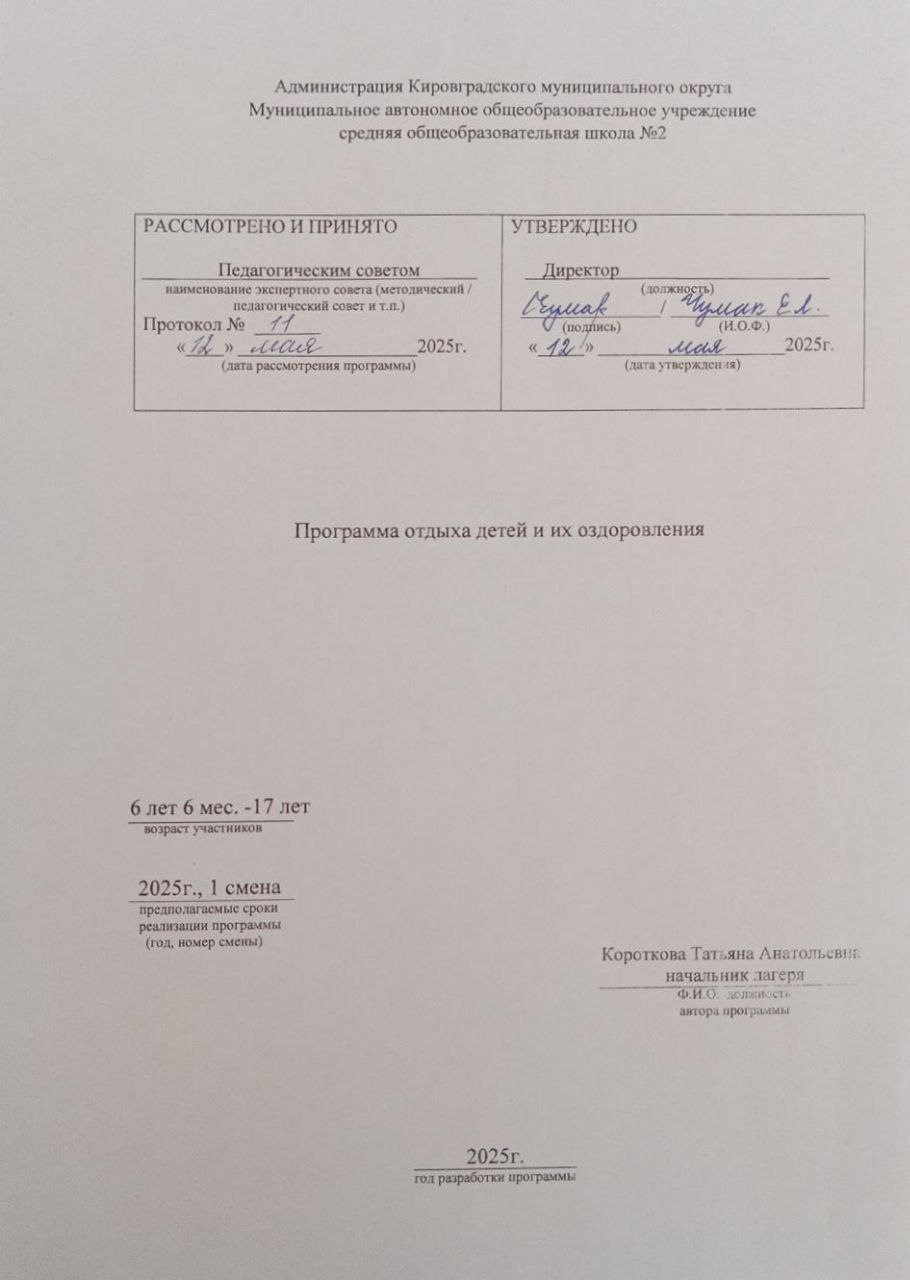 Администрация Кировградского муниципального округа
Муниципальное автономное общеобразовательное учреждение
средняя общеобразовательная школа №2
РАССМОТРЕНО И ПРИНЯТО
Педагогическим советом
наименование экспертного совета (методический /
педагогический совет и т.п.)
Протокол № 11
«12» мая 2025г.
(дата рассмотрения программы)
УТВЕРЖДЕНО
Директор
(должность)
Чумак / Чумак Е.А.
(подпись) (И.О.Ф.)
«12» мая 2025г.
(дата утверждения)
Программа отдыха детей и их оздоровления
6 лет 6 мес. -17 лет
возраст участников
2025г., 1 смена
предполагаемые сроки
реализации программы
(год, номер смены)
Короткова Татьяна Анатольевна
начальник лагеря
Ф.И.О. должность
автора программы
2025г.
год разработки программы